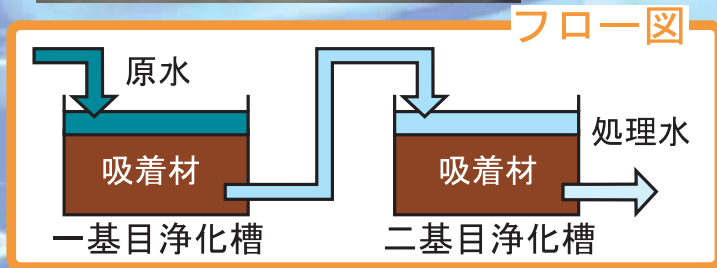 フロー図
原水
処理水
吸着材
吸着材
一基目浄化槽
二基目浄化槽